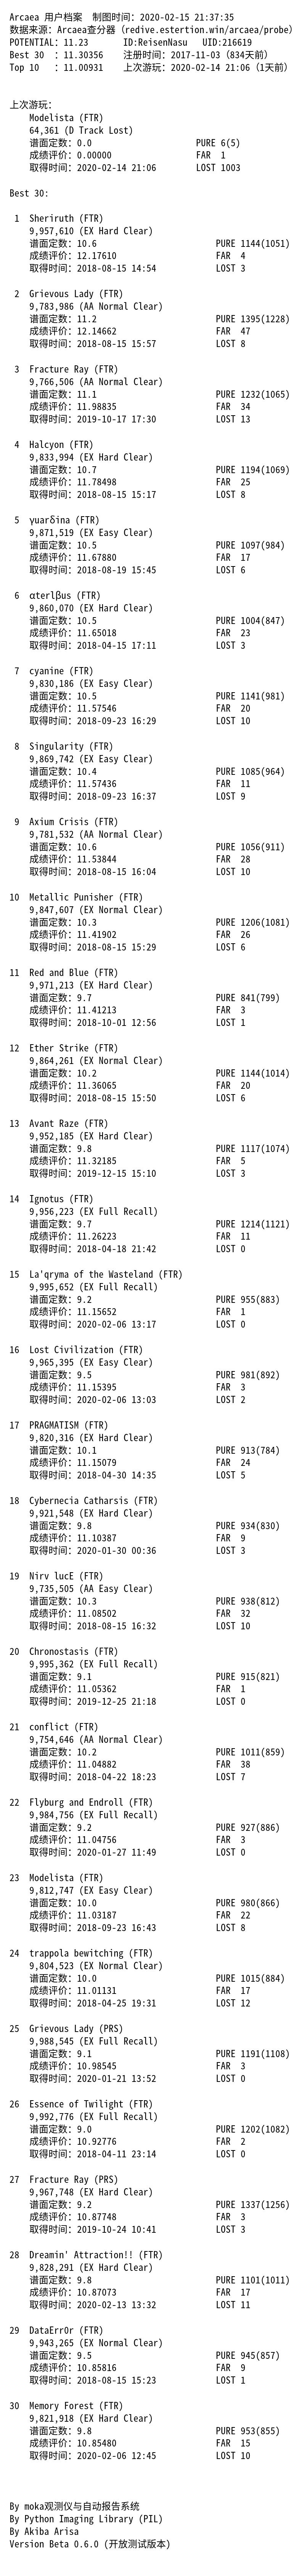 Arcaea 用户档案  制图时间：2020-02-15 21:37:35
数据来源：Arcaea查分器（redive.estertion.win/arcaea/probe）
POTENTIAL：11.23  ID:ReisenNasu  UID:216619
Best 30 ：11.30356  注册时间：2017-11-03（834天前）
Top 10 ：11.00931  上次游玩：2020-02-14 21:06（1天前）
上次游玩：
Modelista (FTR)
64,361 (D Track Lost)
谱面定数：0.0  PURE 6(5)
成绩评价：0.00000  FAR 1
取得时间：2020-02-14 21:06  LOST 1003
Best 30:
1 Sheriruth (FTR)
9,957,610 (EX Hard Clear)
谱面定数：10.6  PURE 1144(1051)
成绩评价：12.17610  FAR 4
取得时间：2018-08-15 14:54  LOST 3
2 Grievous Lady (FTR)
9,783,986 (AA Normal Clear)
谱面定数：11.2  PURE 1395(1228)
成绩评价：12.14662  FAR 47
取得时间：2018-08-15 15:57  LOST 8
3 Fracture Ray (FTR)
9,766,506 (AA Normal Clear)
谱面定数：11.1  PURE 1232(1065)
成绩评价：11.98835  FAR 34
取得时间：2019-10-17 17:30  LOST 13
4 Halcyon (FTR)
9,833,994 (EX Hard Clear)
谱面定数：10.7  PURE 1194(1069)
成绩评价：11.78498  FAR 25
取得时间：2018-08-15 15:17  LOST 8
5 γuarδina (FTR)
9,871,519 (EX Easy Clear)
谱面定数：10.5  PURE 1097(984)
成绩评价：11.67880  FAR 17
取得时间：2018-08-19 15:45  LOST 6
6 αterlβus (FTR)
9,860,070 (EX Hard Clear)
谱面定数：10.5  PURE 1004(847)
成绩评价：11.65018  FAR 23
取得时间：2018-04-15 17:11  LOST 3
7 cyanine (FTR)
9,830,186 (EX Easy Clear)
谱面定数：10.5  PURE 1141(981)
成绩评价：11.57546  FAR 20
取得时间：2018-09-23 16:29  LOST 10
8 Singularity (FTR)
9,869,742 (EX Easy Clear)
谱面定数：10.4  PURE 1085(964)
成绩评价：11.57436  FAR 11
取得时间：2018-09-23 16:37  LOST 9
9 Axium Crisis (FTR)
9,781,532 (AA Normal Clear)
谱面定数：10.6  PURE 1056(911)
成绩评价：11.53844  FAR 28
取得时间：2018-08-15 16:04  LOST 10
10 Metallic Punisher (FTR)
9,847,607 (EX Normal Clear)
谱面定数：10.3  PURE 1206(1081)
成绩评价：11.41902  FAR 26
取得时间：2018-08-15 15:29  LOST 6
11 Red and Blue (FTR)
9,971,213 (EX Hard Clear)
谱面定数：9.7  PURE 841(799)
成绩评价：11.41213  FAR 3
取得时间：2018-10-01 12:56  LOST 1
12 Ether Strike (FTR)
9,864,261 (EX Normal Clear)
谱面定数：10.2  PURE 1144(1014)
成绩评价：11.36065  FAR 20
取得时间：2018-08-15 15:50  LOST 6
13 Avant Raze (FTR)
9,952,185 (EX Hard Clear)
谱面定数：9.8  PURE 1117(1074)
成绩评价：11.32185  FAR 5
取得时间：2019-12-15 15:10  LOST 3
14 Ignotus (FTR)
9,956,223 (EX Full Recall)
谱面定数：9.7  PURE 1214(1121)
成绩评价：11.26223  FAR 11
取得时间：2018-04-18 21:42  LOST 0
15 La'qryma of the Wasteland (FTR)
9,995,652 (EX Full Recall)
谱面定数：9.2  PURE 955(883)
成绩评价：11.15652  FAR 1
取得时间：2020-02-06 13:17  LOST 0
16 Lost Civilization (FTR)
9,965,395 (EX Easy Clear)
谱面定数：9.5  PURE 981(892)
成绩评价：11.15395  FAR 3
取得时间：2020-02-06 13:03  LOST 2
17 PRAGMATISM (FTR)
9,820,316 (EX Hard Clear)
谱面定数：10.1  PURE 913(784)
成绩评价：11.15079  FAR 24
取得时间：2018-04-30 14:35  LOST 5
18 Cybernecia Catharsis (FTR)
9,921,548 (EX Hard Clear)
谱面定数：9.8  PURE 934(830)
成绩评价：11.10387  FAR 9
取得时间：2020-01-30 00:36  LOST 3
19 Nirv lucE (FTR)
9,735,505 (AA Easy Clear)
谱面定数：10.3  PURE 938(812)
成绩评价：11.08502  FAR 32
取得时间：2018-08-15 16:32  LOST 10
20 Chronostasis (FTR)
9,995,362 (EX Full Recall)
谱面定数：9.1  PURE 915(821)
成绩评价：11.05362  FAR 1
取得时间：2019-12-25 21:18  LOST 0
21 conflict (FTR)
9,754,646 (AA Normal Clear)
谱面定数：10.2  PURE 1011(859)
成绩评价：11.04882  FAR 38
取得时间：2018-04-22 18:23  LOST 7
22 Flyburg and Endroll (FTR)
9,984,756 (EX Full Recall)
谱面定数：9.2  PURE 927(886)
成绩评价：11.04756  FAR 3
取得时间：2020-01-27 11:49  LOST 0
23 Modelista (FTR)
9,812,747 (EX Easy Clear)
谱面定数：10.0  PURE 980(866)
成绩评价：11.03187  FAR 22
取得时间：2018-09-23 16:43  LOST 8
24 trappola bewitching (FTR)
9,804,523 (EX Normal Clear)
谱面定数：10.0  PURE 1015(884)
成绩评价：11.01131  FAR 17
取得时间：2018-04-25 19:31  LOST 12
25 Grievous Lady (PRS)
9,988,545 (EX Full Recall)
谱面定数：9.1  PURE 1191(1108)
成绩评价：10.98545  FAR 3
取得时间：2020-01-21 13:52  LOST 0
26 Essence of Twilight (FTR)
9,992,776 (EX Full Recall)
谱面定数：9.0  PURE 1202(1082)
成绩评价：10.92776  FAR 2
取得时间：2018-04-11 23:14  LOST 0
27 Fracture Ray (PRS)
9,967,748 (EX Hard Clear)
谱面定数：9.2  PURE 1337(1256)
成绩评价：10.87748  FAR 3
取得时间：2019-10-24 10:41  LOST 3
28 Dreamin' Attraction!! (FTR)
9,828,291 (EX Hard Clear)
谱面定数：9.8  PURE 1101(1011)
成绩评价：10.87073  FAR 17
取得时间：2020-02-13 13:32  LOST 11
29 DataErr0r (FTR)
9,943,265 (EX Normal Clear)
谱面定数：9.5  PURE 945(857)
成绩评价：10.85816  FAR 9
取得时间：2018-08-15 15:23  LOST 1
30 Memory Forest (FTR)
9,821,918 (EX Hard Clear)
谱面定数：9.8  PURE 953(855)
成绩评价：10.85480  FAR 15
取得时间：2020-02-06 12:45  LOST 10
By moka观测仪与自动报告系统
By Python Imaging Library (PIL)
By Akiba Arisa
Version Beta 0.6.0 (开放测试版本)